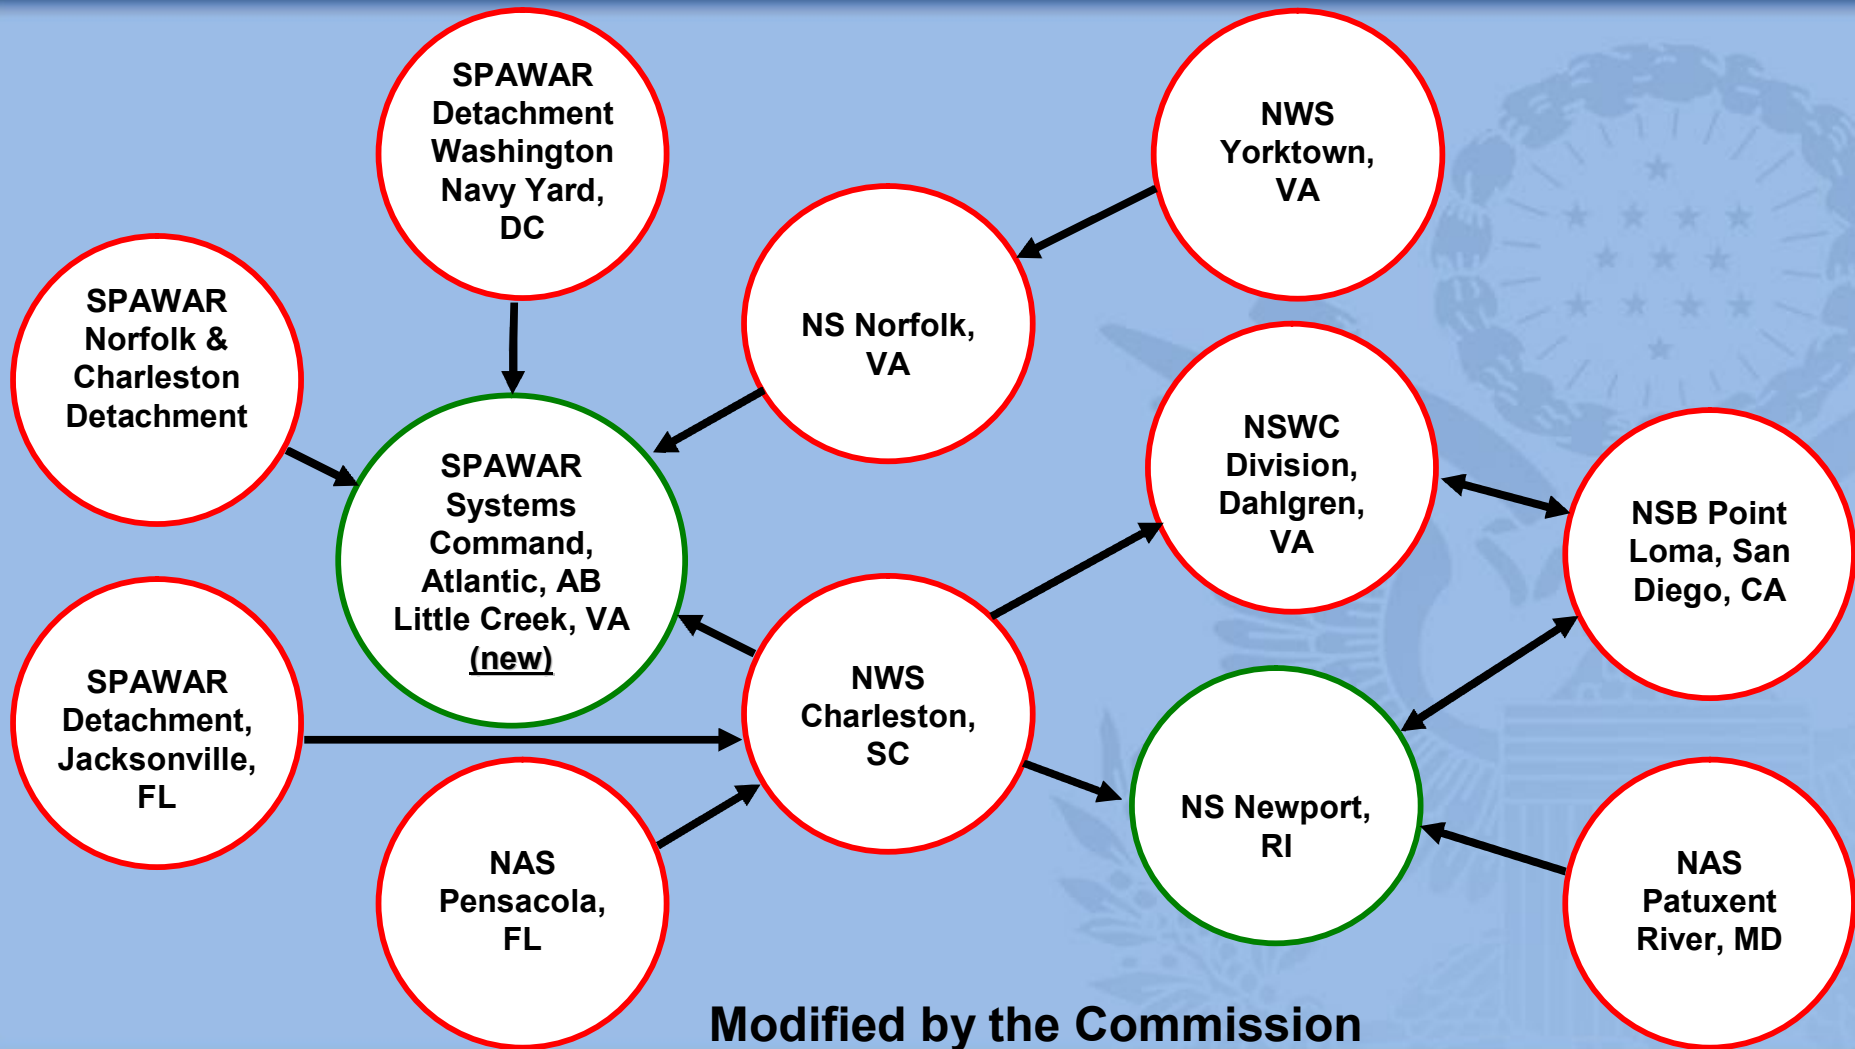 SPAWAR
Detachment
Washington
Navy Yard,
DC
NWS
Yorktown,
VA
SPAWAR
Norfolk &
Charleston
Detachment
NS Norfolk,
VA
SPAWAR
Systems
Command,
Atlantic, AB
Little Creek, VA
(new)
NSWC
Division,
Dahlgren,
VA
NSB Point
Loma, San
Diego, CA
SPAWAR
Detachment,
Jacksonville,
FL
NWS
Charleston,
SC
NS Newport,
RI
NAS
Pensacola,
FL
NAS
Patuxent
River, MD
Modified by the Commission